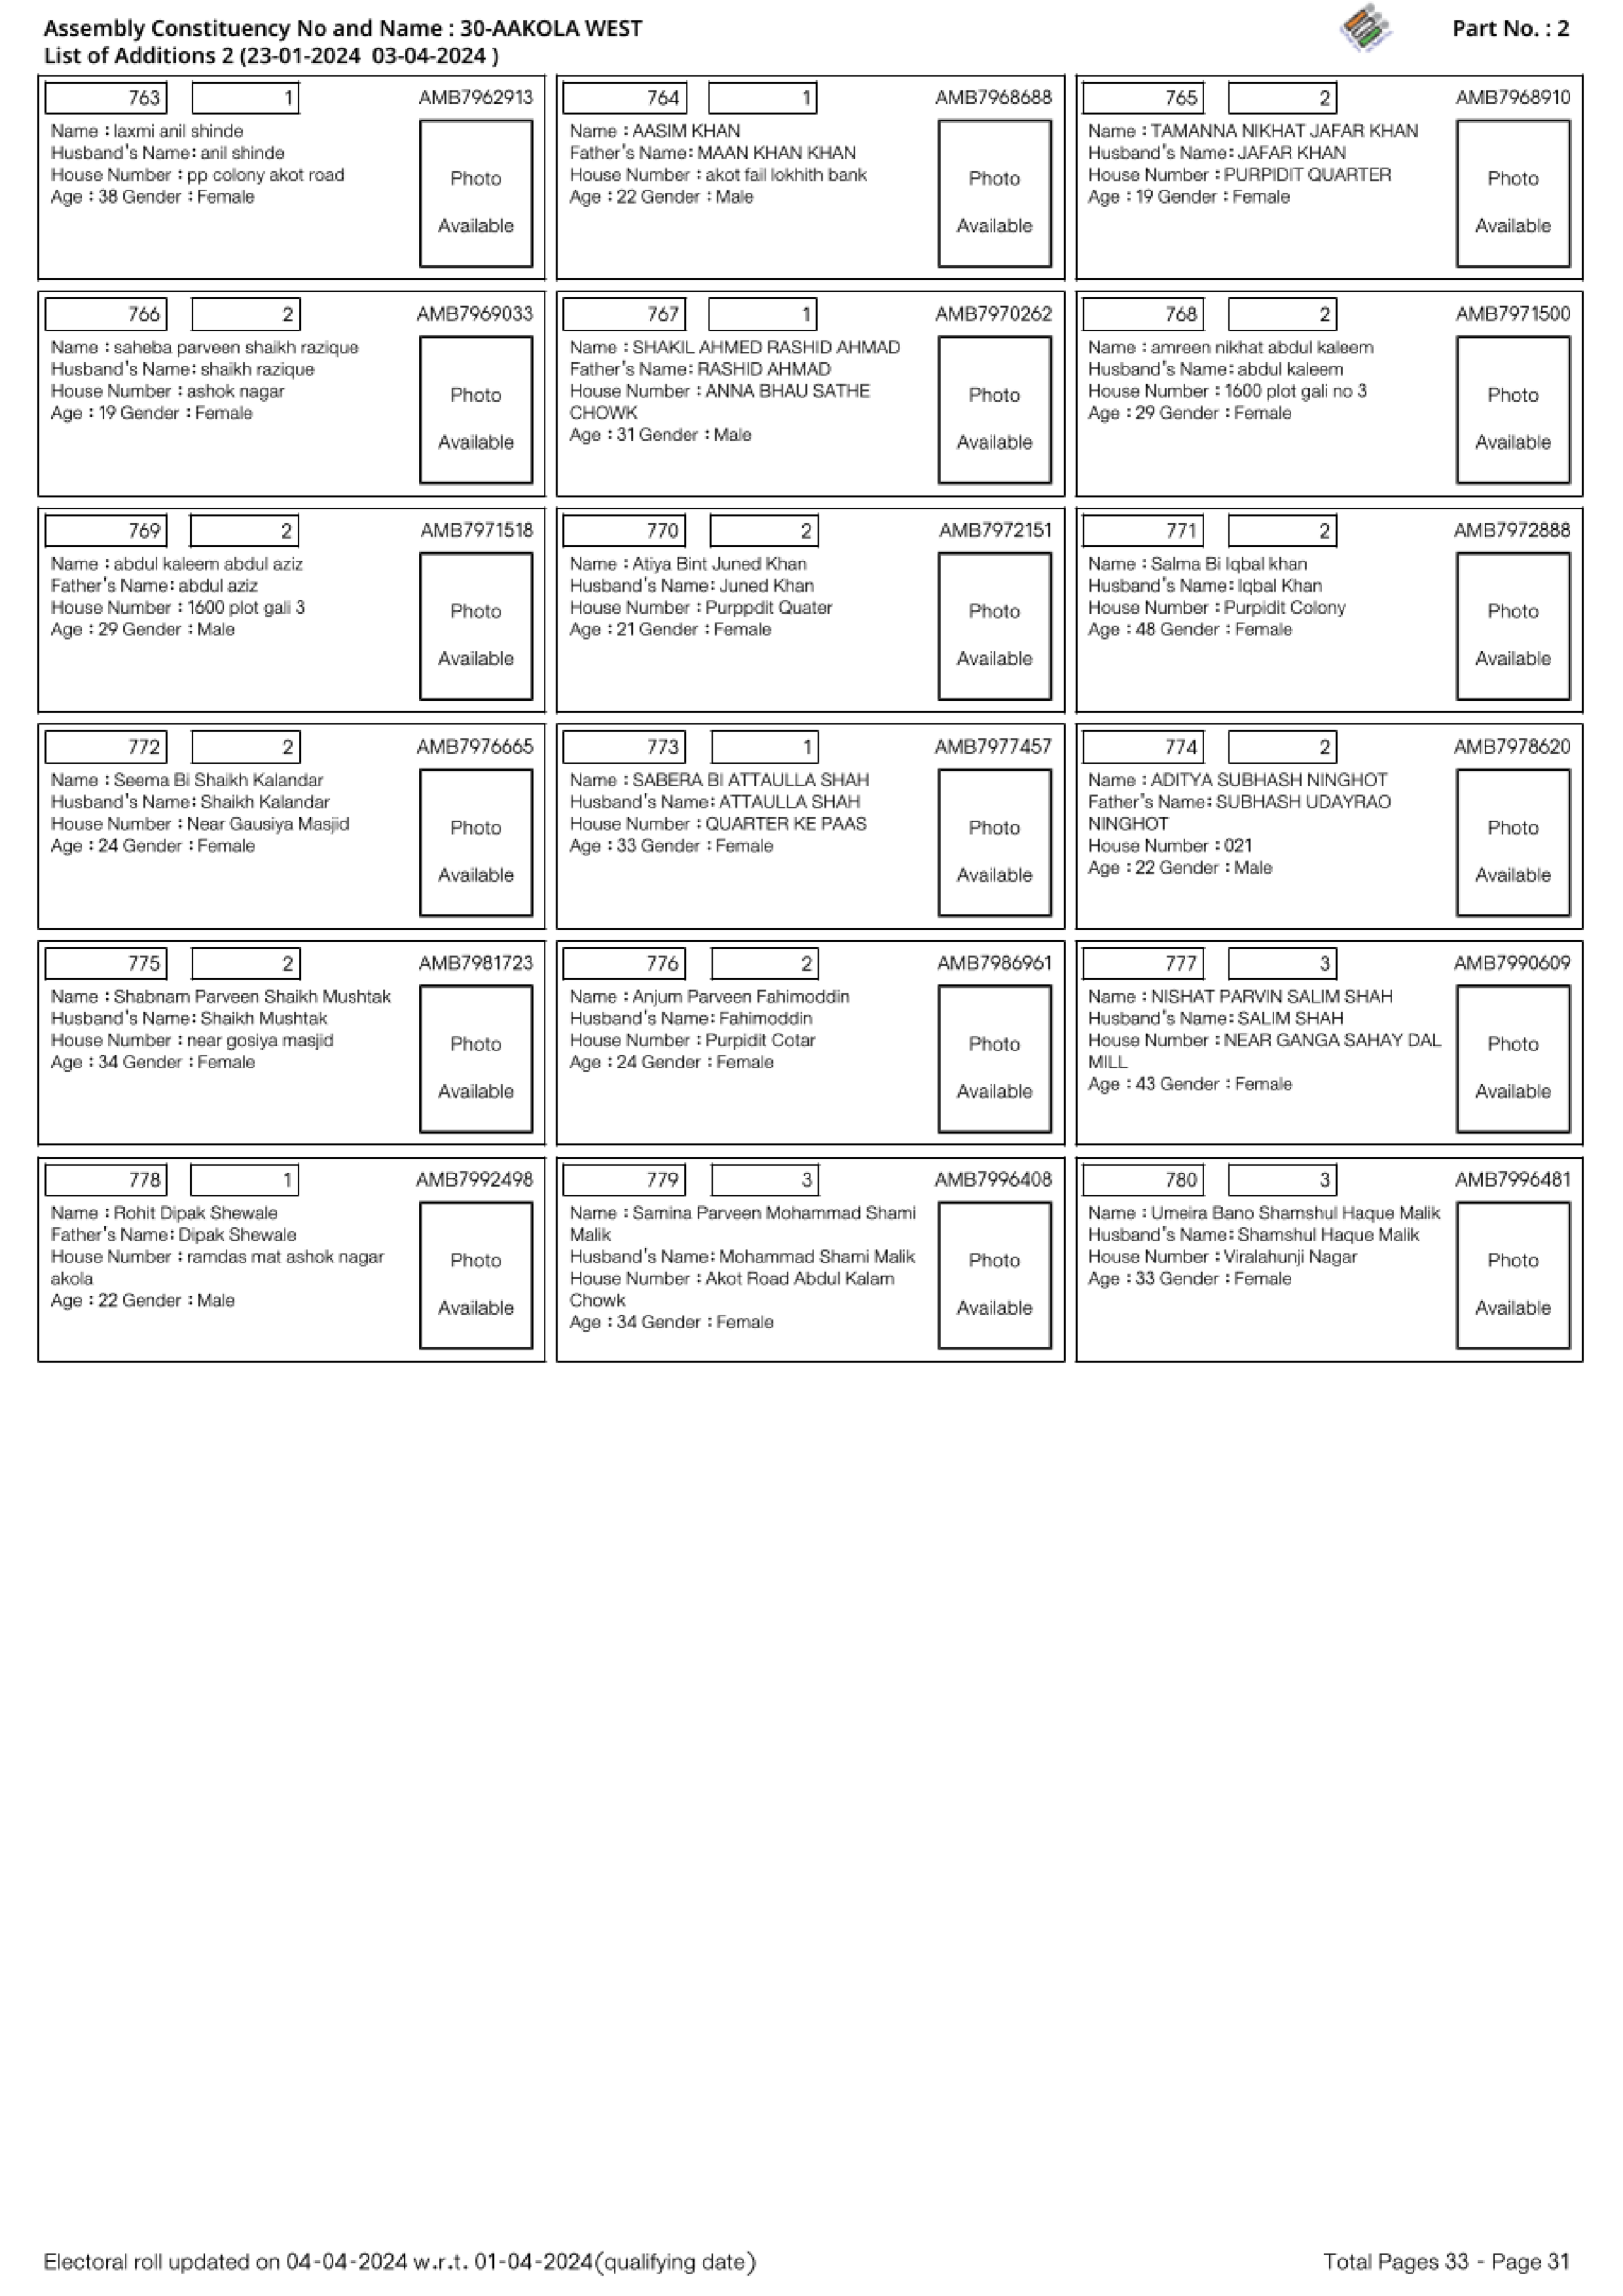 Assembly Constituency No and Name : 30-AAKOLA WEST
Part No. : 2
List of Additions 2 (23-01-2024 03-04-2024 )
763 1 AMB7962913
Name : laxmi anil shinde
Husband's Name: anil shinde
House Number : pp colony akot road
Age : 38 Gender : Female
Photo
Available
764 1 AMB7968688
Name : AASIM KHAN
Father's Name: MAAN KHAN KHAN
House Number : akot fail lokhith bank
Age : 22 Gender : Male
Photo
Available
765 2 AMB7968910
Name : TAMANNA NIKHAT JAFAR KHAN
Husband's Name: JAFAR KHAN
House Number : PURPIDIT QUARTER
Age : 19 Gender : Female
Photo
Available
766 2 AMB7969033
Name : saheba parveen shaikh razique
Husband's Name: shaikh razique
House Number : ashok nagar
Age : 19 Gender : Female
Photo
Available
767 1 AMB7970262
Name : SHAKIL AHMED RASHID AHMAD
Father's Name: RASHID AHMAD
House Number : ANNA BHAU SATHE
CHOWK
Age : 31 Gender : Male
Photo
Available
768 2 AMB7971500
Name : amreen nikhat abdul kaleem
Husband's Name: abdul kaleem
House Number : 1600 plot gali no 3
Age : 29 Gender : Female
Photo
Available
769 2 AMB7971518
Name : abdul kaleem abdul aziz
Father's Name: abdul aziz
House Number : 1600 plot gali 3
Age : 29 Gender : Male
Photo
Available
770 2 AMB7972151
Name : Atiya Bint Juned Khan
Husband's Name: Juned Khan
House Number : Purppdit Quater
Age : 21 Gender : Female
Photo
Available
771 2 AMB7972888
Name : Salma Bi Iqbal khan
Husband's Name: Iqbal Khan
House Number : Purpidit Colony
Age : 48 Gender : Female
Photo
Available
772 2 AMB7976665
Name : Seema Bi Shaikh Kalandar
Husband's Name: Shaikh Kalandar
House Number : Near Gausiya Masjid
Age : 24 Gender : Female
Photo
Available
773 1 AMB7977457
Name : SABERA BI ATTAULLA SHAH
Husband's Name: ATTAULLA SHAH
House Number : QUARTER KE PAAS
Age : 33 Gender : Female
Photo
Available
774 2 AMB7978620
Name : ADITYA SUBHASH NINGHOT
Father's Name: SUBHASH UDAYRAO
NINGHOT
House Number : 021
Age : 22 Gender : Male
Photo
Available
775 2 AMB7981723
Name : Shabnam Parveen Shaikh Mushtak
Husband's Name: Shaikh Mushtak
House Number : near gosiya masjid
Age : 34 Gender : Female
Photo
Available
776 2 AMB7986961
Name : Anjum Parveen Fahimoddin
Husband's Name: Fahimoddin
House Number : Purpidit Cotar
Age : 24 Gender : Female
Photo
Available
777 3 AMB7990609
Name : NISHAT PARVIN SALIM SHAH
Husband's Name: SALIM SHAH
House Number : NEAR GANGA SAHAY DAL
MILL
Age : 43 Gender : Female
Photo
Available
778 1 AMB7992498
Name : Rohit Dipak Shewale
Father's Name: Dipak Shewale
House Number : ramdas mat ashok nagar
akola
Age : 22 Gender : Male
Photo
Available
779 3 AMB7996408
Name : Samina Parveen Mohammad Shami
Malik
Husband's Name: Mohammad Shami Malik
House Number : Akot Road Abdul Kalam
Chowk
Age : 34 Gender : Female
Photo
Available
780 3 AMB7996481
Name : Umeira Bano Shamshul Haque Malik
Husband's Name: Shamshul Haque Malik
House Number : Viralahunji Nagar
Age : 33 Gender : Female
Photo
Available
Electoral roll updated on 04-04-2024 w.r.t. 01-04-2024(qualifying date)
Total Pages 33 - Page 31